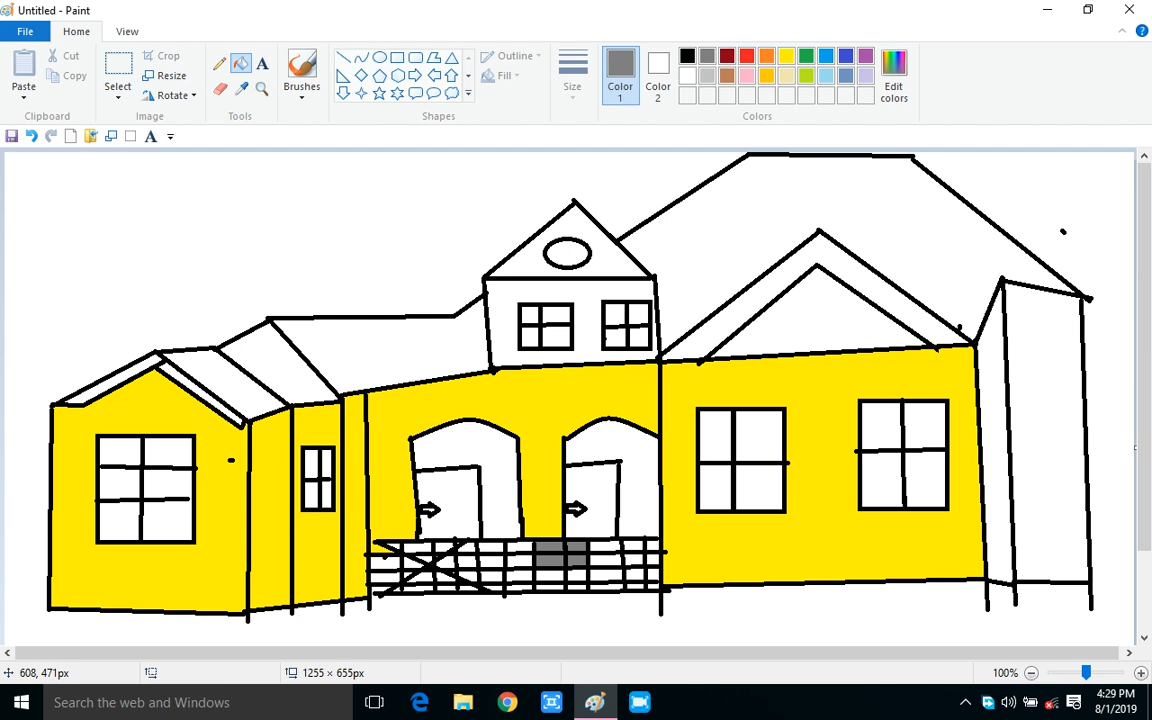 Untitled - Paint
File
Home
View
Paste
Cut
Copy
Clipboard
Select
Crop
Resize
Rotate
Image
Tools
Brushes
Shapes
Outline
Fill
Size
Color 1
Color 2
Edit colors
Colors
608, 471px
1255 × 655px
100%
Search the web and Windows
4:29 PM
8/1/2019